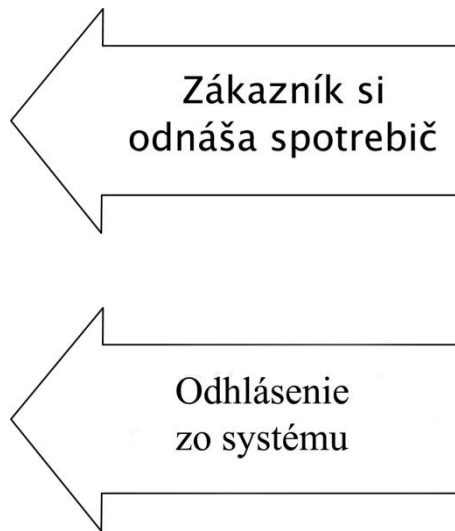 Zákazník si
odnáša spotrebič
Odhlásenie
zo systému